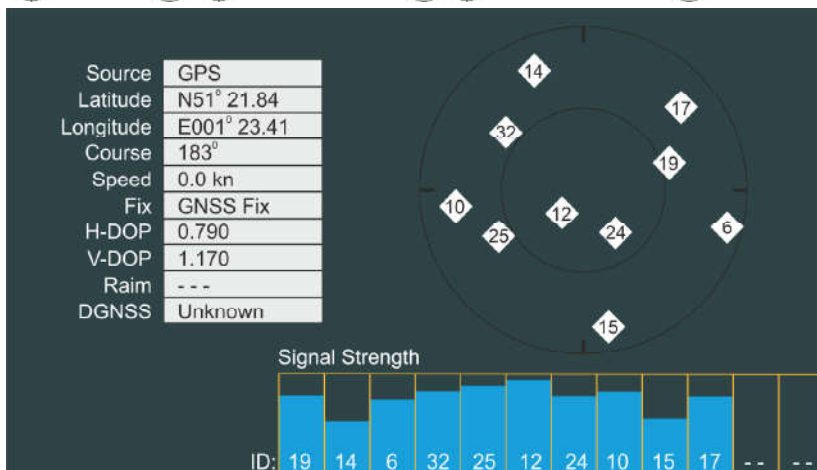 Source GPS
Latitude N51° 21.84
Longitude E001° 23.41
Course 183°
Speed 0.0 kn
Fix GNSS Fix
H-DOP 0.790
V-DOP 1.170
Raim - - -
DGNSS Unknown
14
17
32
19
10
12
25
24
6
15
Signal Strength
ID: 19 14 6 32 25 12 24 10 15 17 - - - -